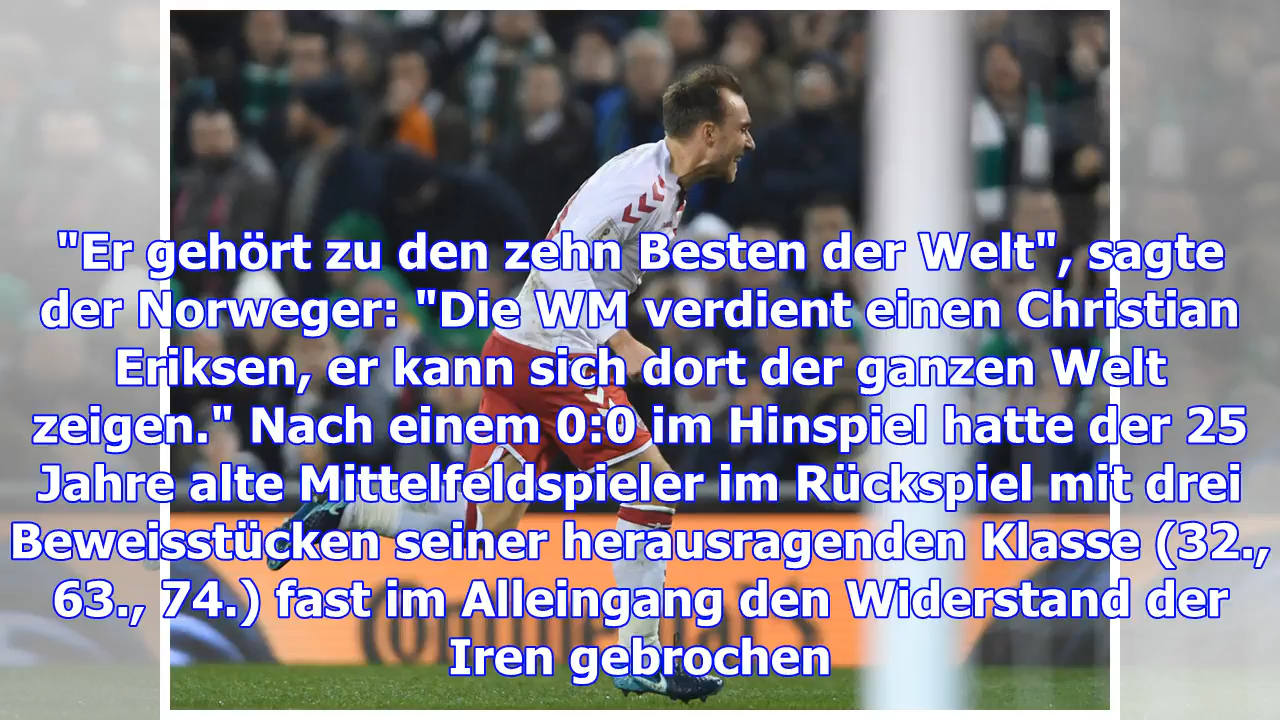 "Er gehört zu den zehn Besten der Welt", sagte
der Norweger: "Die WM verdient einen Christian
Eriksen, er kann sich dort der ganzen Welt
zeigen." Nach einem 0:0 im Hinspiel hatte der 25
Jahre alte Mittelfeldspieler im Rückspiel mit drei
Beweisstücken seiner herausragenden Klasse (32.,
63., 74.) fast im Alleingang den Widerstand der
Iren gebrochen